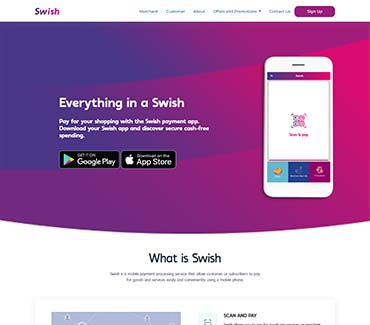 Swish
Merchant Customer About Offers and Promotions Contact Us Sign Up
Everything in a Swish
Pay for your shopping with the Swish payment app.
Download your Swish app and discover secure cash-free
spending.
GET IT ON
Google Play
Download on the
App Store
Swish
Scan & pay
What is Swish
Swish is a mobile payment processing service that allow customer or subscribers to pay
for goods and services easily and conveniently using a mobile phone.
SCAN AND PAY